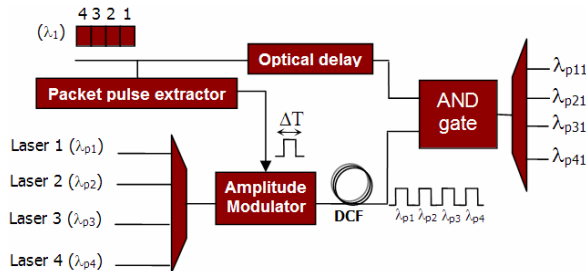 4 3 2 1
(λ1)
Optical delay
Packet pulse extractor
AND gate
λp11
λp21
λp31
λp41
ΔT
Laser 1 (λp1)
Laser 2 (λp2)
Laser 3 (λp3)
Laser 4 (λp4)
Amplitude
Modulator
DCF
λp1 λp2 λp3 λp4